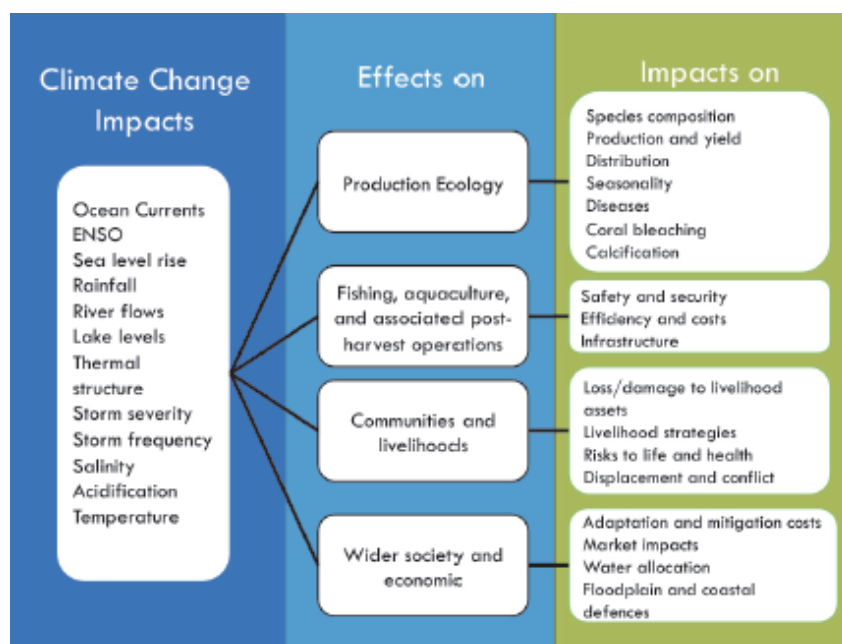 Climate Change
Impacts
Ocean Currents
ENSO
Sea level rise
Rainfall
River flows
Lake levels
Thermal
structure
Storm severity
Storm frequency
Salinity
Acidification
Temperature
Effects on
Production Ecology
Fishing, aquaculture,
and associated post-
harvest operations
Communities and
livelihoods
Wider society and
economic
Impacts on
Species composition
Production and yield
Distribution
Seasonality
Diseases
Coral bleaching
Calcification
Safety and security
Efficiency and costs
Infrastructure
Loss/damage to livelihood
assets
Livelihood strategies
Risks to life and health
Displacement and conflict
Adaptation and mitigation costs
Market impacts
Water allocation
Floodplain and coastal
defences